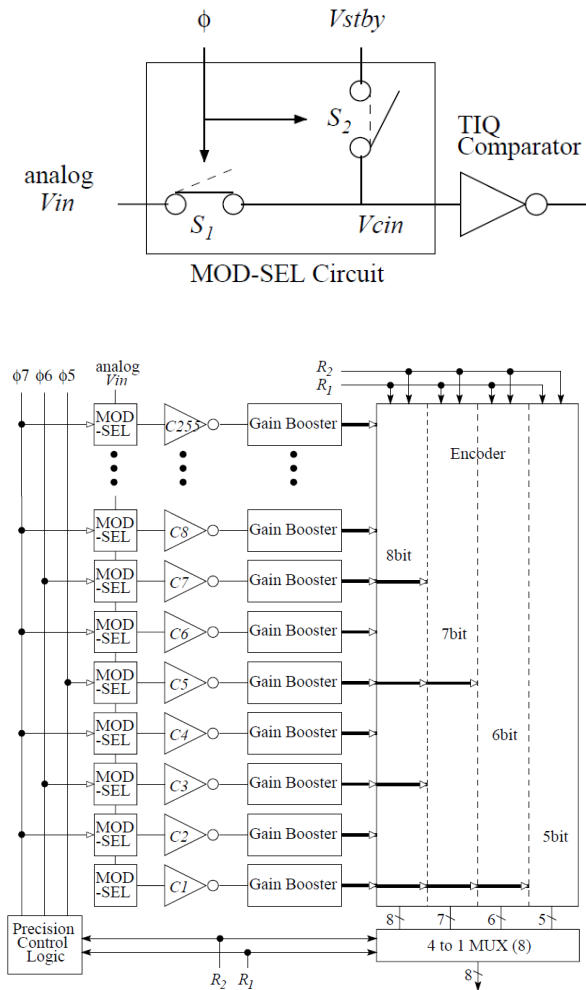 ϕ
Vstby
S2
TIQ
Comparator
analog
Vin
S1
Vcin
MOD-SEL Circuit
ϕ7 ϕ6 ϕ5
analog
Vin
R2
R1
MOD
-SEL
C255
Gain Booster
Encoder
MOD
-SEL
C8
Gain Booster
8bit
MOD
-SEL
C7
Gain Booster
MOD
-SEL
C6
Gain Booster
7bit
MOD
-SEL
C5
Gain Booster
MOD
-SEL
C4
Gain Booster
6bit
MOD
-SEL
C3
Gain Booster
MOD
-SEL
C2
Gain Booster
5bit
MOD
-SEL
C1
Gain Booster
8 7 6 5
Precision
Control
Logic
4 to 1 MUX (8)
R2 R1
8